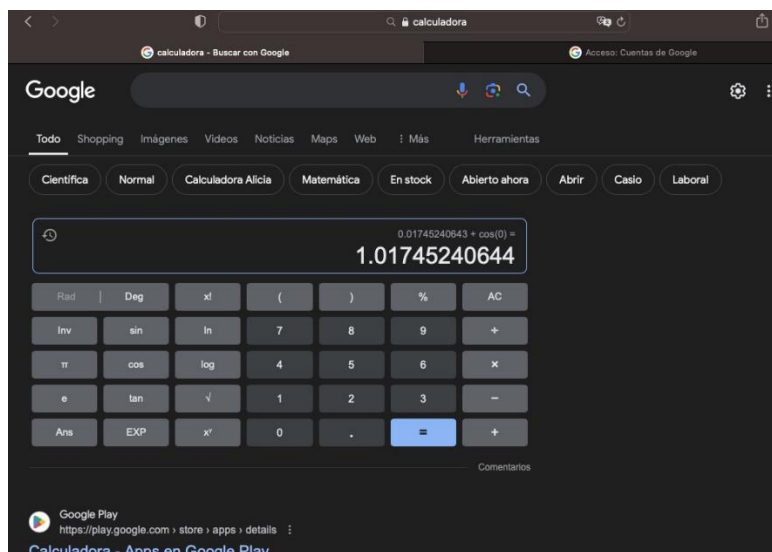 calculadora
calculadora - Buscar con Google
Acceso: Cuentas de Google
Google
Todo Shopping Imágenes Videos Noticias Maps Web Más Herramientas
Científica Normal Calculadora Alicia Matemática En stock Abierto ahora Abrir Casio Laboral
0.01745240643 + cos(0) =
1.01745240644
Rad | Deg x! ( ) % AC
Inv sin ln 7 8 9 ÷
π cos log 4 5 6 ×
e tan √ 1 2 3 −
Ans EXP xʸ 0 . = +
Comentarios
Google Play
https://play.google.com › store › apps › details
Calculadora - Apps en Google Play